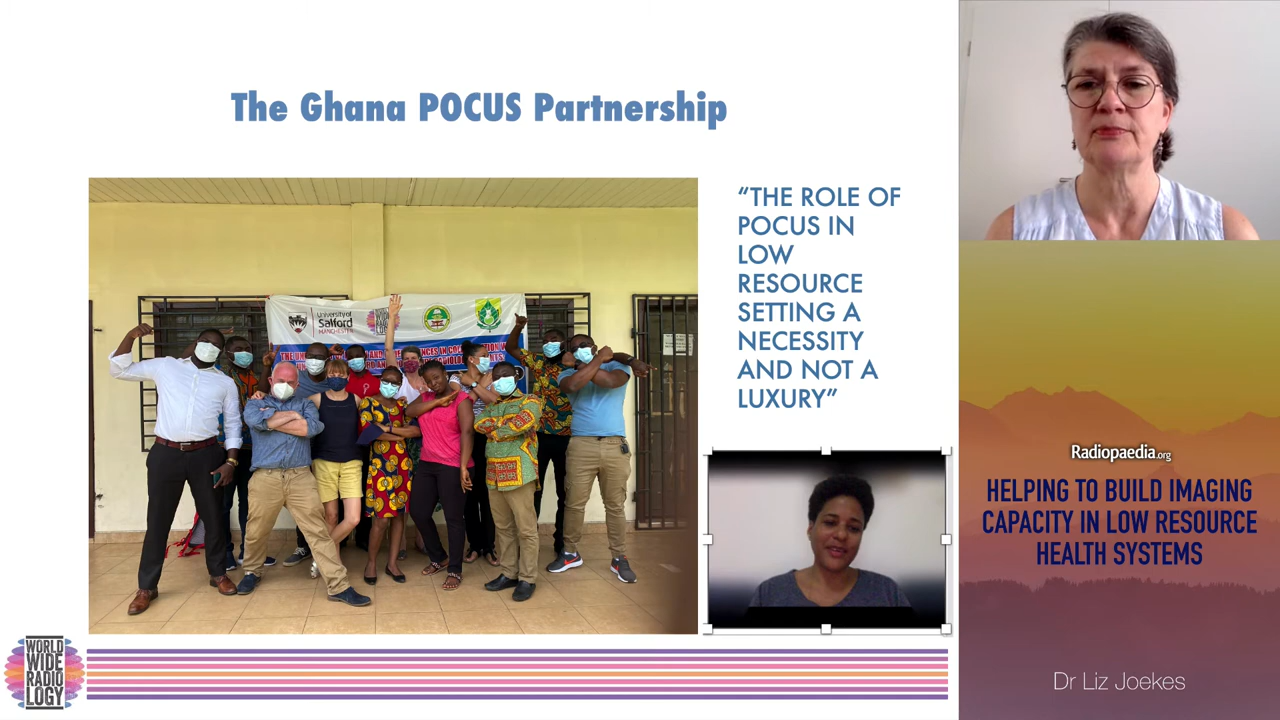 The Ghana POCUS Partnership
University of
Salford
MANCHESTER
“THE ROLE OF
POCUS IN
LOW
RESOURCE
SETTING A
NECESSITY
AND NOT A
LUXURY”
WORLD
WIDE
RADIO
LOGY
Radiopaedia.org
HELPING TO BUILD IMAGING
CAPACITY IN LOW RESOURCE
HEALTH SYSTEMS
Dr Liz Joekes